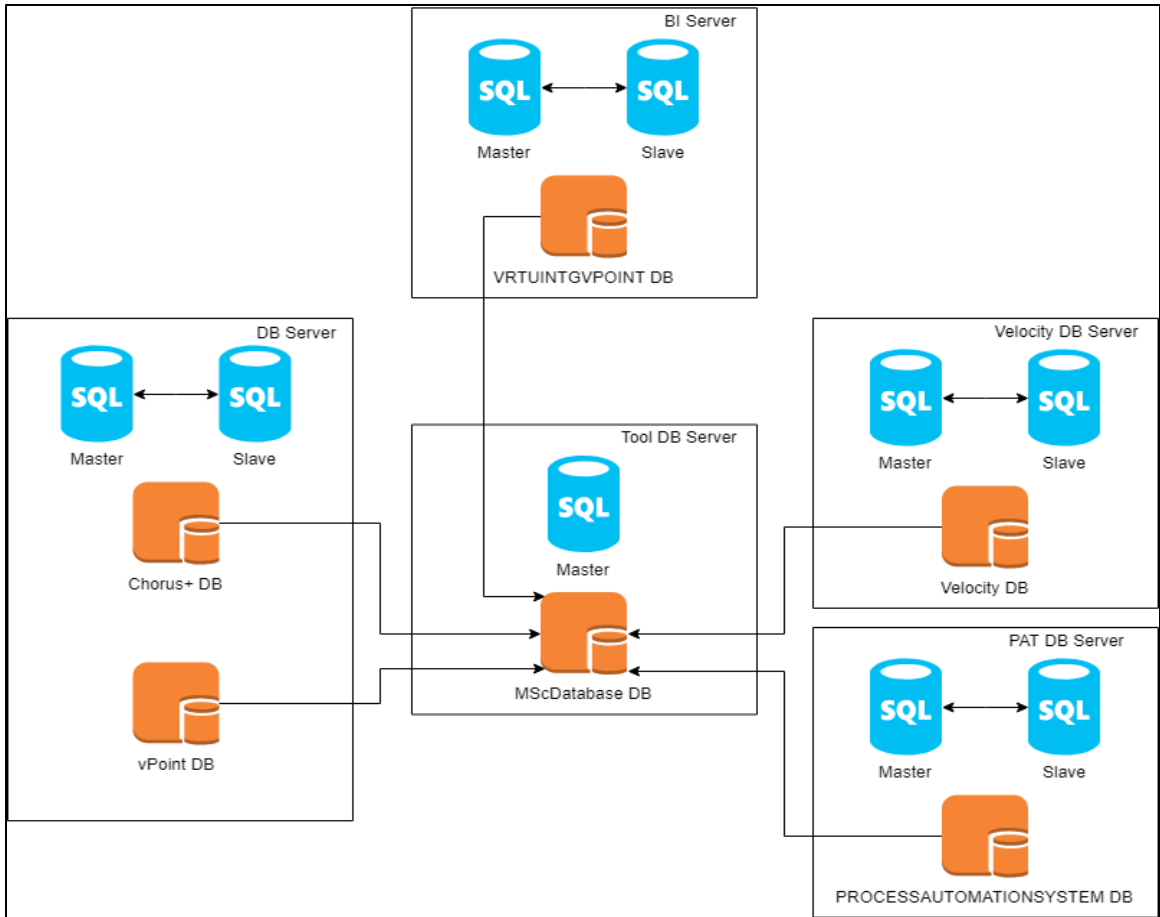 BI Server
SQL
SQL
Master
Slave
VRTUINTGVPOINT DB
DB Server
SQL
SQL
Master
Slave
Chorus+ DB
vPoint DB
Tool DB Server
SQL
Master
MScDatabase DB
Velocity DB Server
SQL
SQL
Master
Slave
Velocity DB
PAT DB Server
SQL
SQL
Master
Slave
PROCESSAUTOMATIONSYSTEM DB